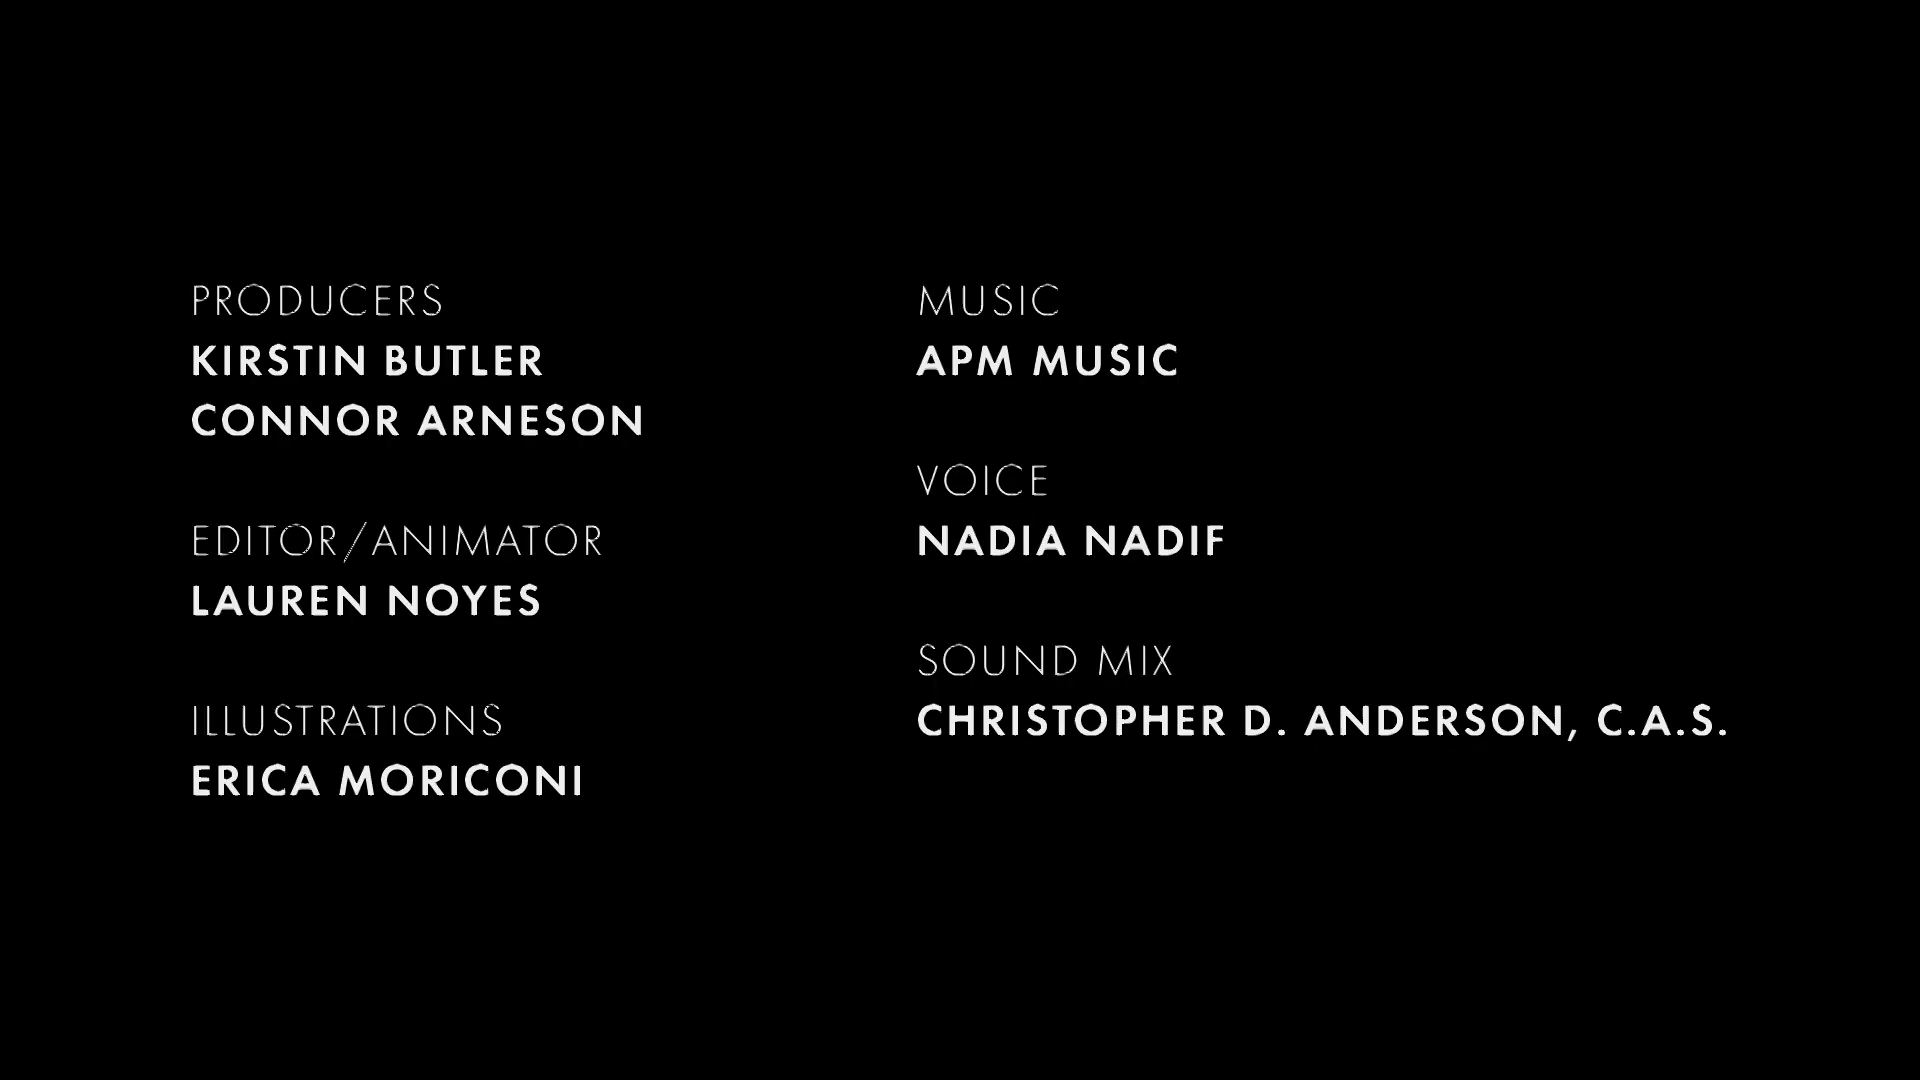 PRODUCERS
KIRSTIN BUTLER
CONNOR ARNESON
EDITOR/ANIMATOR
LAUREN NOYES
ILLUSTRATIONS
ERICA MORICONI
MUSIC
APM MUSIC
VOICE
NADIA NADIF
SOUND MIX
CHRISTOPHER D. ANDERSON, C.A.S.